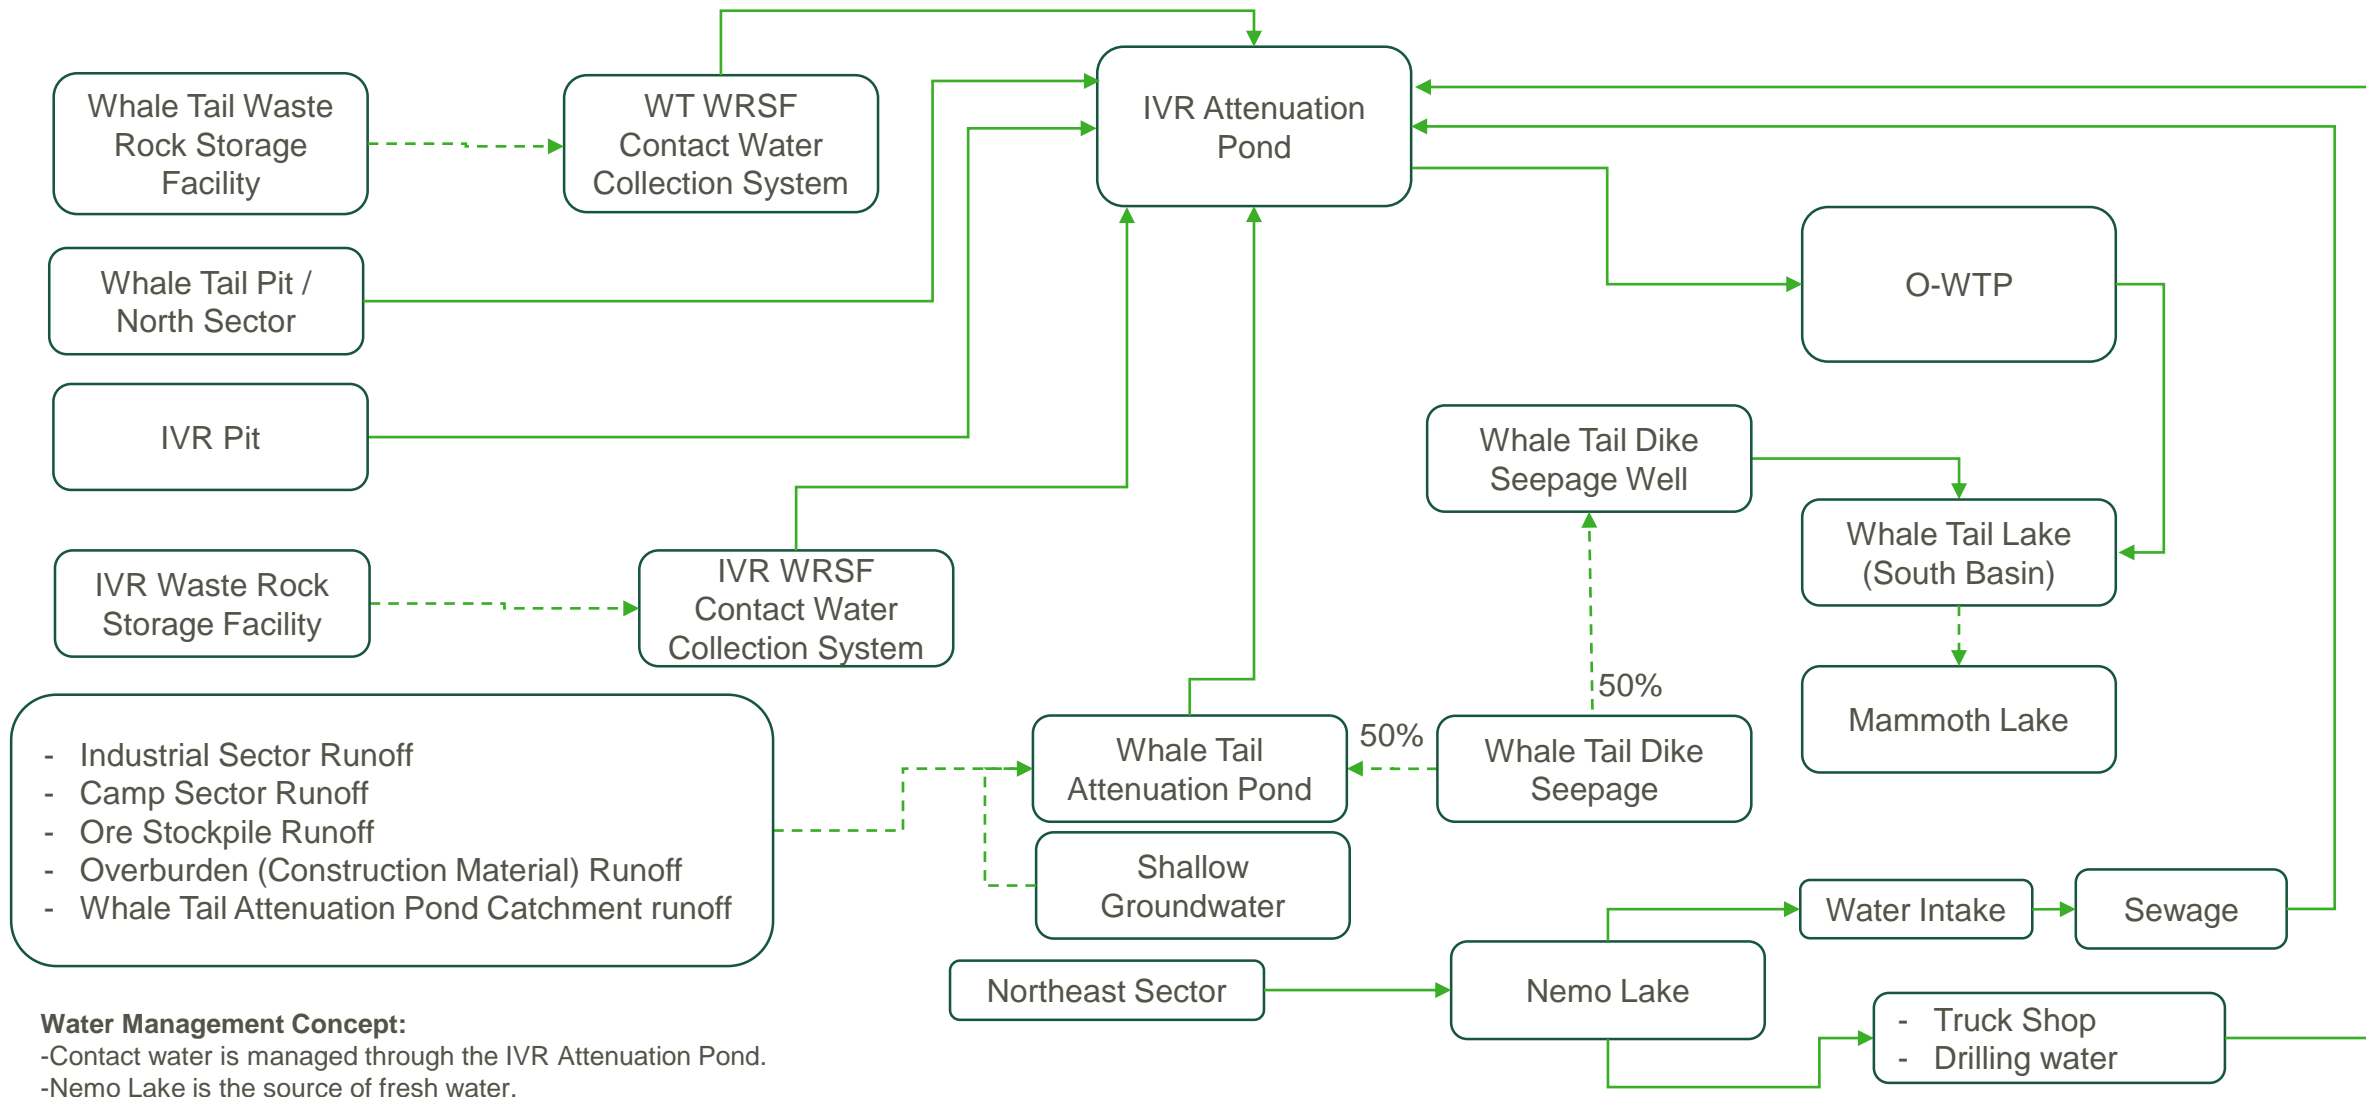 Whale Tail Waste
Rock Storage
Facility
WT WRSF
Contact Water
Collection System
IVR Attenuation
Pond
Whale Tail Pit /
North Sector
O-WTP
IVR Pit
Whale Tail Dike
Seepage Well
Whale Tail Lake
(South Basin)
IVR Waste Rock
Storage Facility
IVR WRSF
Contact Water
Collection System
50%
Mammoth Lake
- Industrial Sector Runoff
- Camp Sector Runoff
- Ore Stockpile Runoff
- Overburden (Construction Material) Runoff
- Whale Tail Attenuation Pond Catchment runoff
Whale Tail
Attenuation Pond
50%
Whale Tail Dike
Seepage
Shallow
Groundwater
Water Intake
Sewage
Northeast Sector
Nemo Lake
- Truck Shop
- Drilling water
Water Management Concept:
-Contact water is managed through the IVR Attenuation Pond.
-Nemo Lake is the source of fresh water.